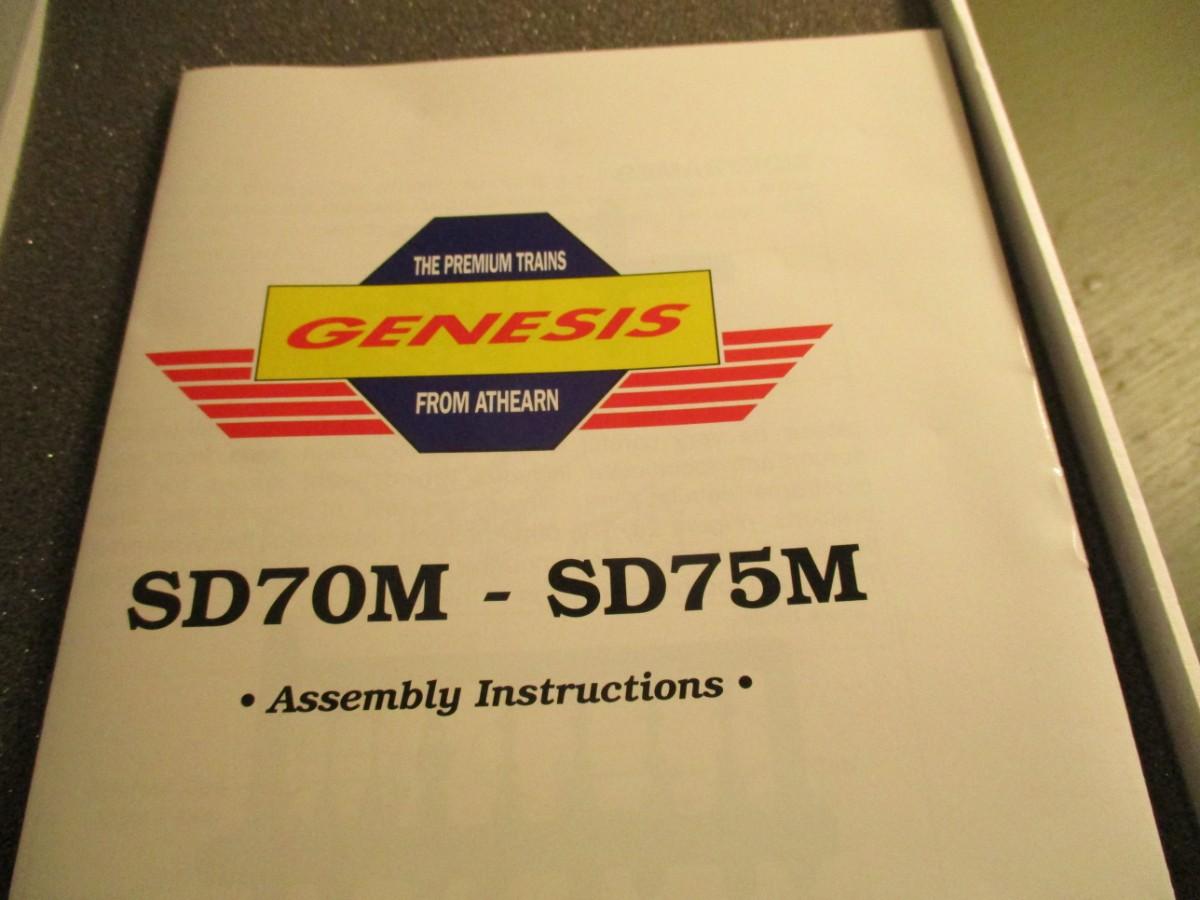 THE PREMIUM TRAINS
GENESIS
FROM ATHEARN
SD70M - SD75M
• Assembly Instructions •